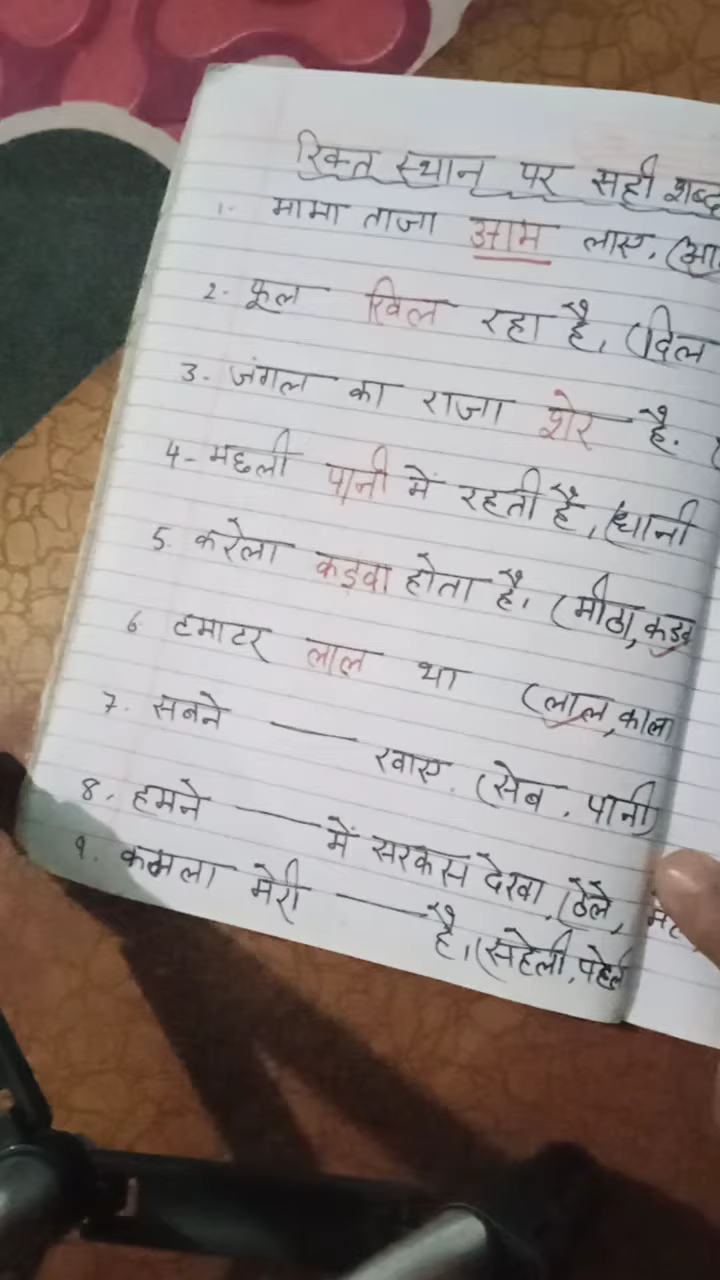 रिक्त स्थान पर सही शब्द
1. मामा ताजा आम लाए. (आ
2. फूल खिल रहा है. (दिल
3. जंगल का राजा शेर है. (
4- मछली पानी में रहती है, (धानी
5. करेला कड़वा होता है। (मीठा, कड़व
6. टमाटर लाल था (लाल, काला
7. सबने ——— खाए. (सेब, पानी)
8. हमने ——— में सरकस देखा. (ठेले, मे
9. कमला मेरी ——— है। (सहेली, पहेली